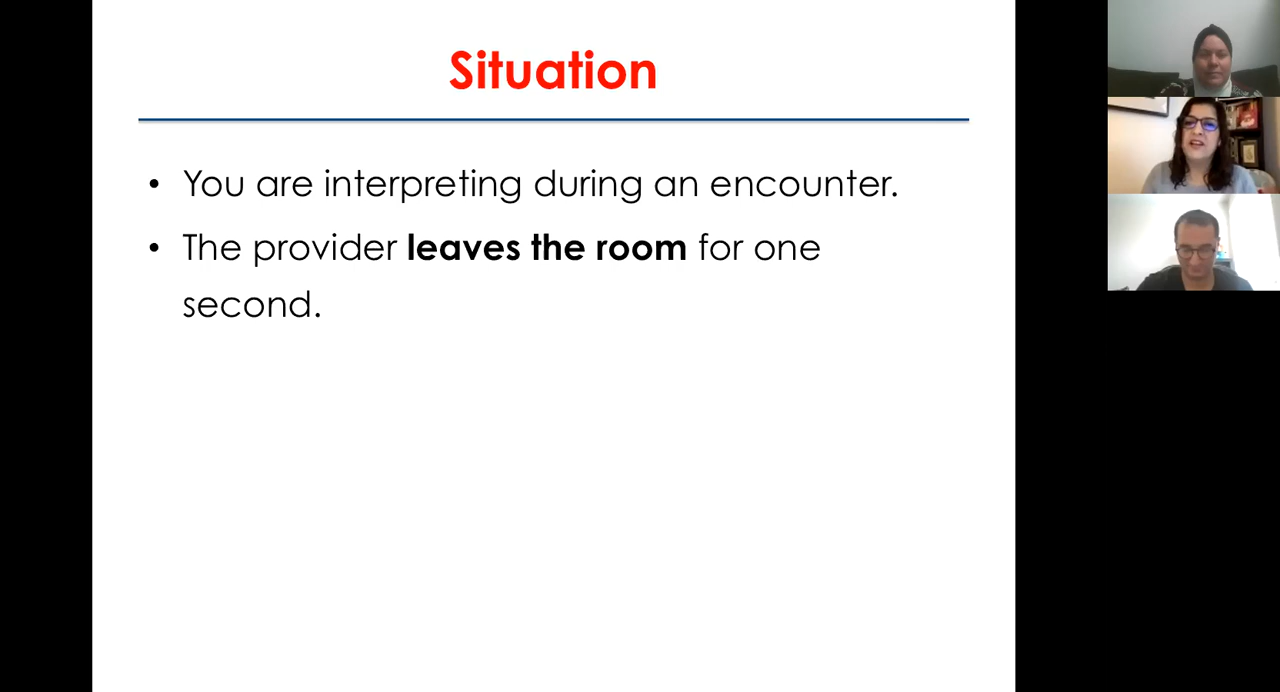 Situation
• You are interpreting during an encounter.
• The provider leaves the room for one
second.